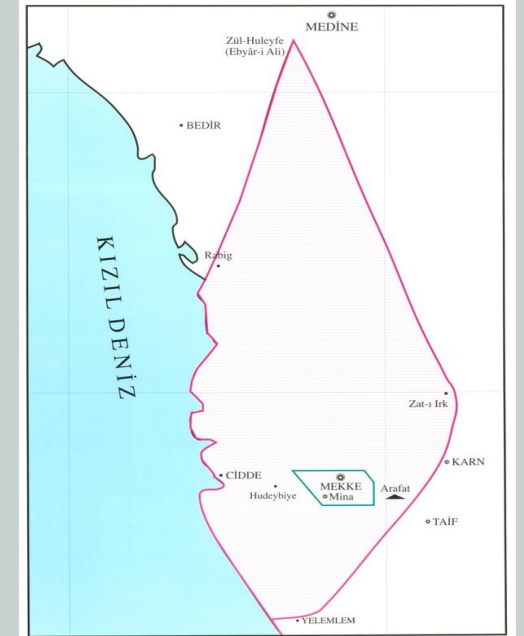 MEDİNE
Zül-Huleyfe
(Ebyâr-i Ali)
BEDİR
Rabig
KIZIL DENİZ
Zat-ı Irk
KARN
CİDDE
MEKKE
Arafat
Hudeybiye
Mina
TAİF
YELEMLEM